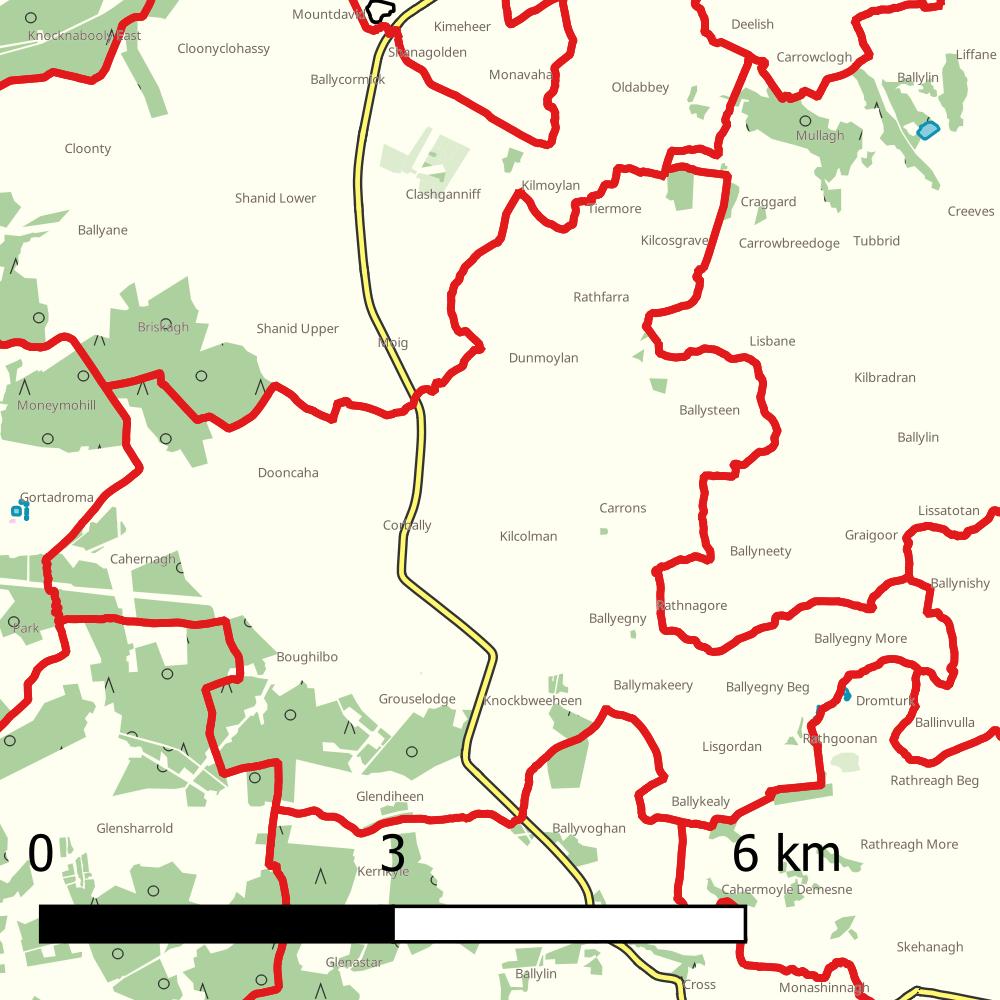 Mountdavid
Kimeheer
Deelish
Knocknabooly East
Cloonyclohassy
Shanagolden
Carrowclogh
Liffane
Ballycormick
Monavaha
Oldabbey
Ballylin
Mullagh
Cloonty
Shanid Lower
Clashganniff
Kilmoylan
Tiermore
Craggard
Creeves
Ballyane
Kilcosgrave
Carrowbreedoge
Tubbrid
Rathfarra
Briskagh
Shanid Upper
Moig
Dunmoylan
Lisbane
Kilbradran
Moneymohill
Ballysteen
Ballylin
Dooncaha
Gortadroma
Carrons
Lissatotan
Corbally
Kilcolman
Graigoor
Cahernagh
Ballyneety
Ballynishy
Rathnagore
Park
Ballyegny
Ballyegny More
Boughilbo
Grouselodge
Knockbweeheen
Ballymakeery
Ballyegny Beg
Dromturk
Ballinvulla
Lisgordan
Rathgoonan
Rathreagh Beg
Glendiheen
Ballykealy
Glensharrold
Ballyvoghan
Rathreagh More
0 3 6 km
Kernkyle
Cahermoyle Demesne
Skehanagh
Glenastar
Ballylin
Cross
Monashinnagh